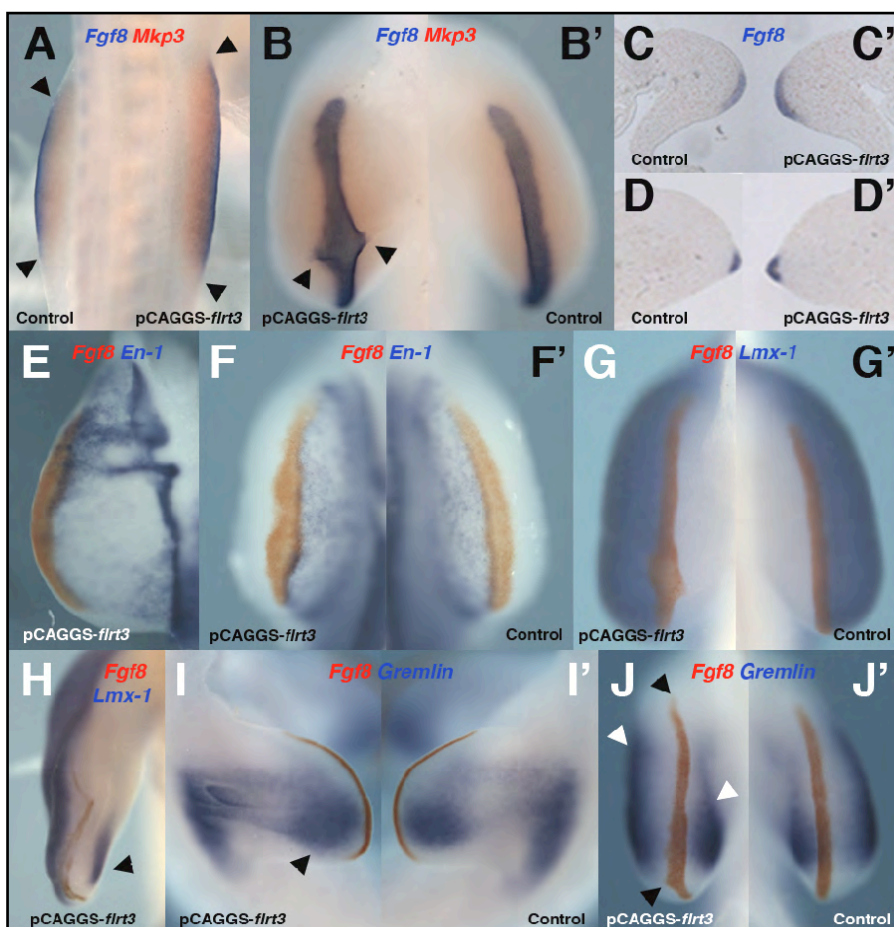 A Fgf8 Mkp3
Control pCAGGS-flrt3
B Fgf8 Mkp3 B'
pCAGGS-flrt3 Control
C Fgf8 C'
Control pCAGGS-flrt3
D D'
Control pCAGGS-flrt3
E Fgf8 En-1
pCAGGS-flrt3
F Fgf8 En-1 F'
pCAGGS-flrt3 Control
G Fgf8 Lmx-1 G'
pCAGGS-flrt3 Control
H Fgf8
Lmx-1
pCAGGS-flrt3
I Fgf8 Gremlin I'
pCAGGS-flrt3 Control
J Fgf8 Gremlin J'
pCAGGS-flrt3 Control